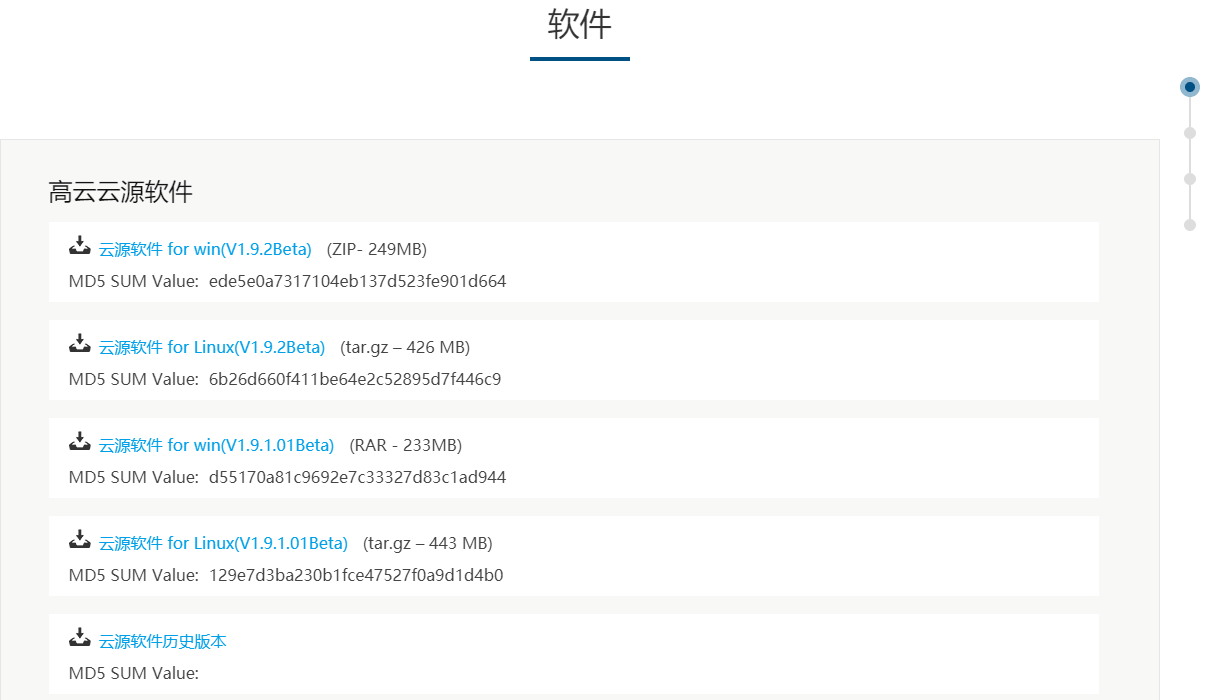 软件
高云云源软件
云源软件 for win(V1.9.2Beta) (ZIP- 249MB)
MD5 SUM Value: ede5e0a7317104eb137d523fe901d664
云源软件 for Linux(V1.9.2Beta) (tar.gz – 426 MB)
MD5 SUM Value: 6b26d660f411be64e2c52895d7f446c9
云源软件 for win(V1.9.1.01Beta) (RAR - 233MB)
MD5 SUM Value: d55170a81c9692e7c33327d83c1ad944
云源软件 for Linux(V1.9.1.01Beta) (tar.gz – 443 MB)
MD5 SUM Value: 129e7d3ba230b1fce47527f0a9d1d4b0
云源软件历史版本
MD5 SUM Value: